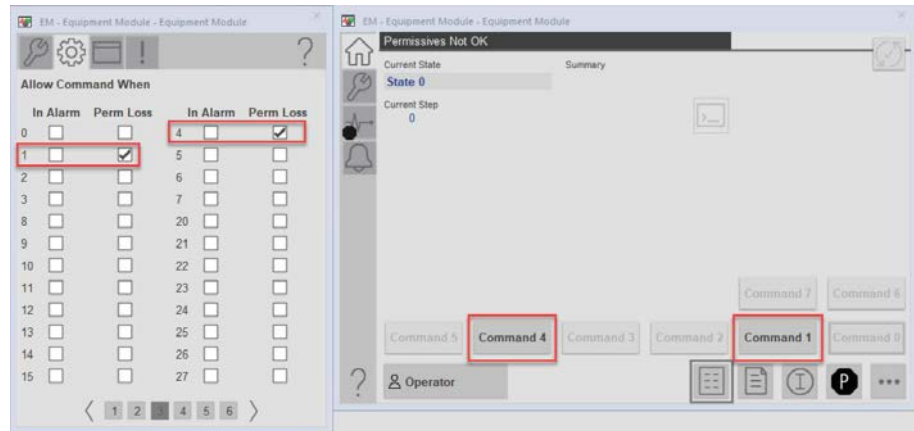 EM - Equipment Module - Equipment Module ×
?
Allow Command When
In Alarm Perm Loss In Alarm Perm Loss
0 4
1 5
2 6
3 7
8 20
9 21
10 22
11 23
12 24
13 25
14 26
15 27
〈 1 2 3 4 5 6 〉
EM - Equipment Module - Equipment Module ×
Permissives Not OK
Current State Summary
State 0
Current Step
0
Command 7 Command 6
Command 5 Command 4 Command 3 Command 2 Command 1 Command 0
? Operator I P •••